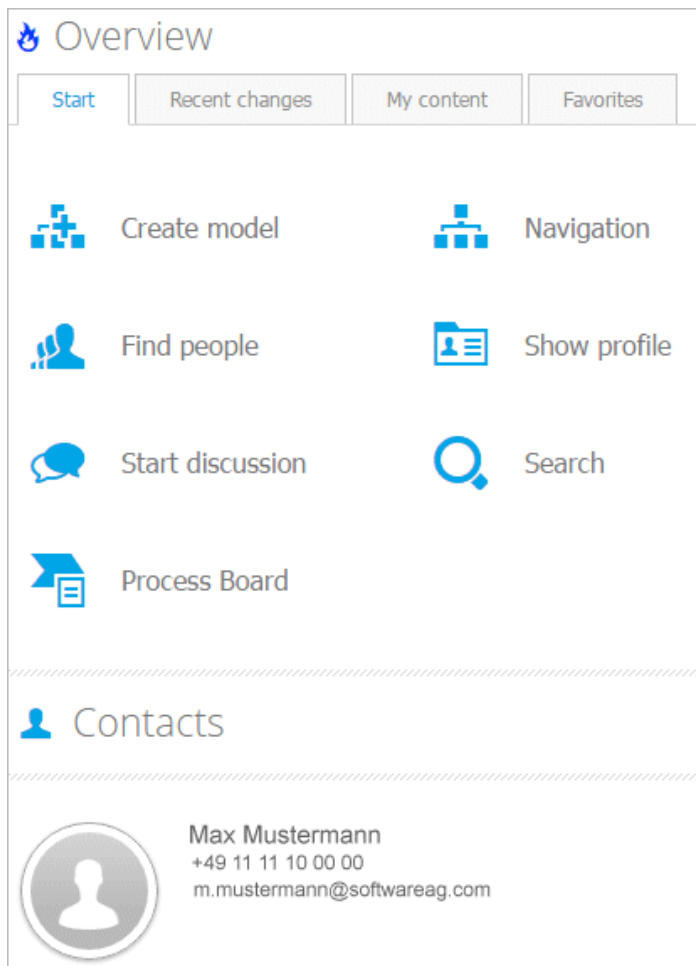 Overview
Start
Recent changes
My content
Favorites
Create model
Navigation
Find people
Show profile
Start discussion
Search
Process Board
Contacts
Max Mustermann
+49 11 11 10 00 00
m.mustermann@softwareag.com